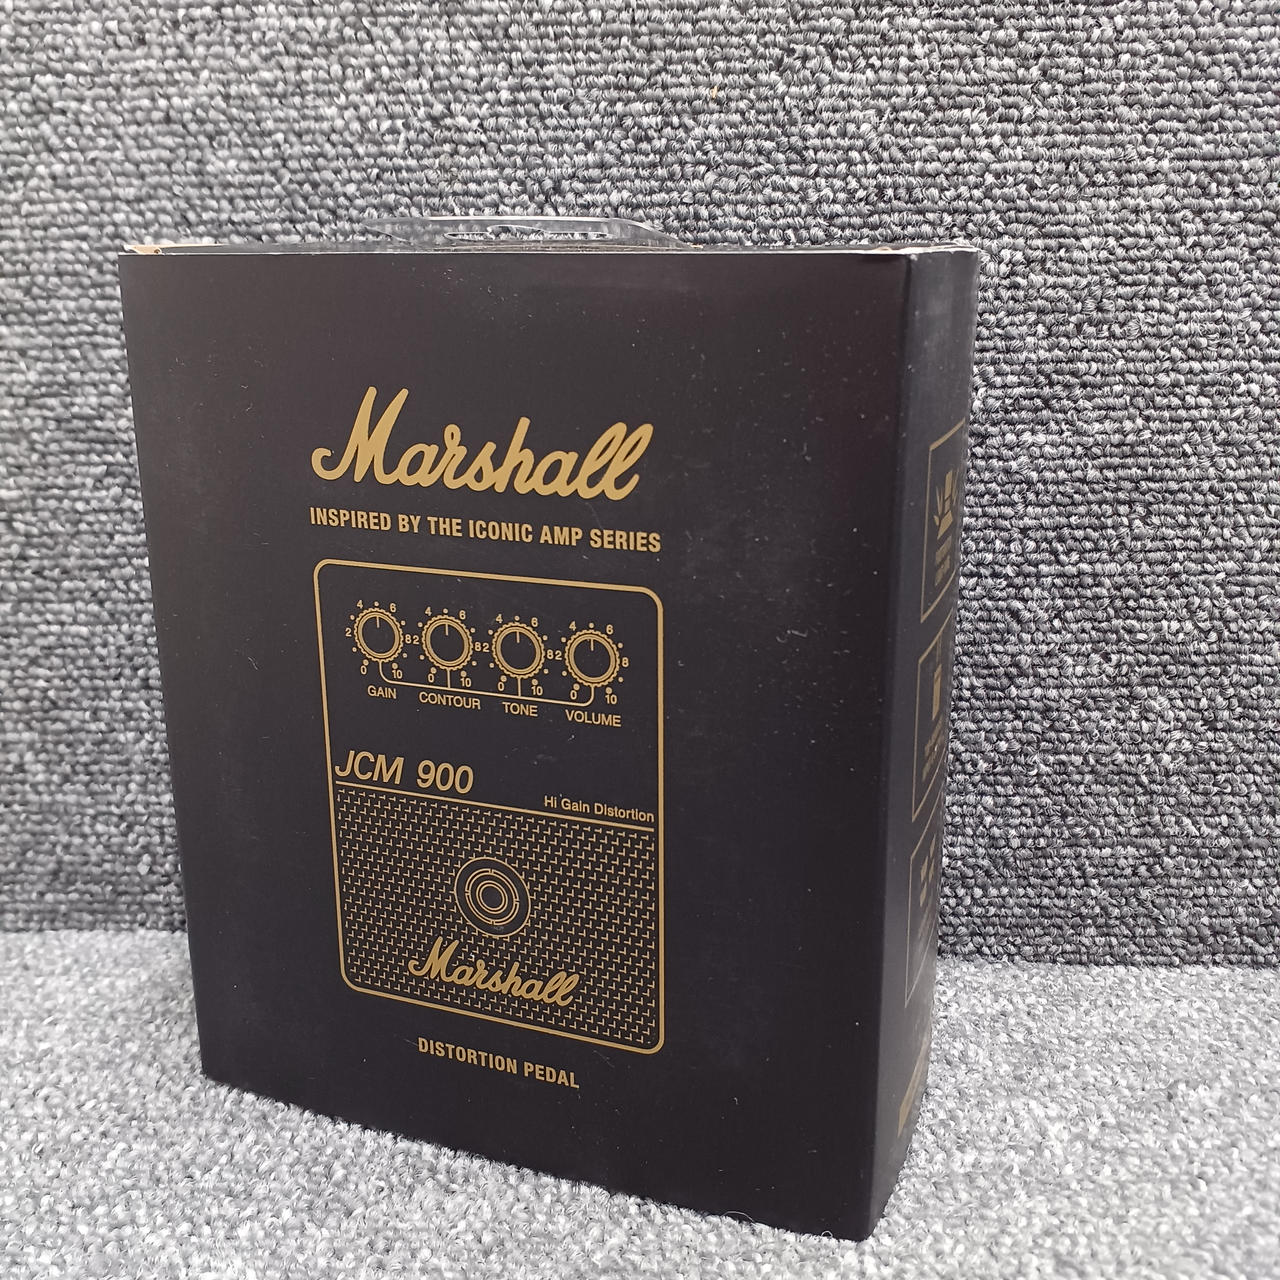 Marshall
INSPIRED BY THE ICONIC AMP SERIES
4 6 4 6 4 6 4 6
2 8 2 8 2 8 2 8
0 10 0 10 0 10 0 10
GAIN CONTOUR TONE VOLUME
JCM 900
Hi Gain Distortion
Marshall
DISTORTION PEDAL